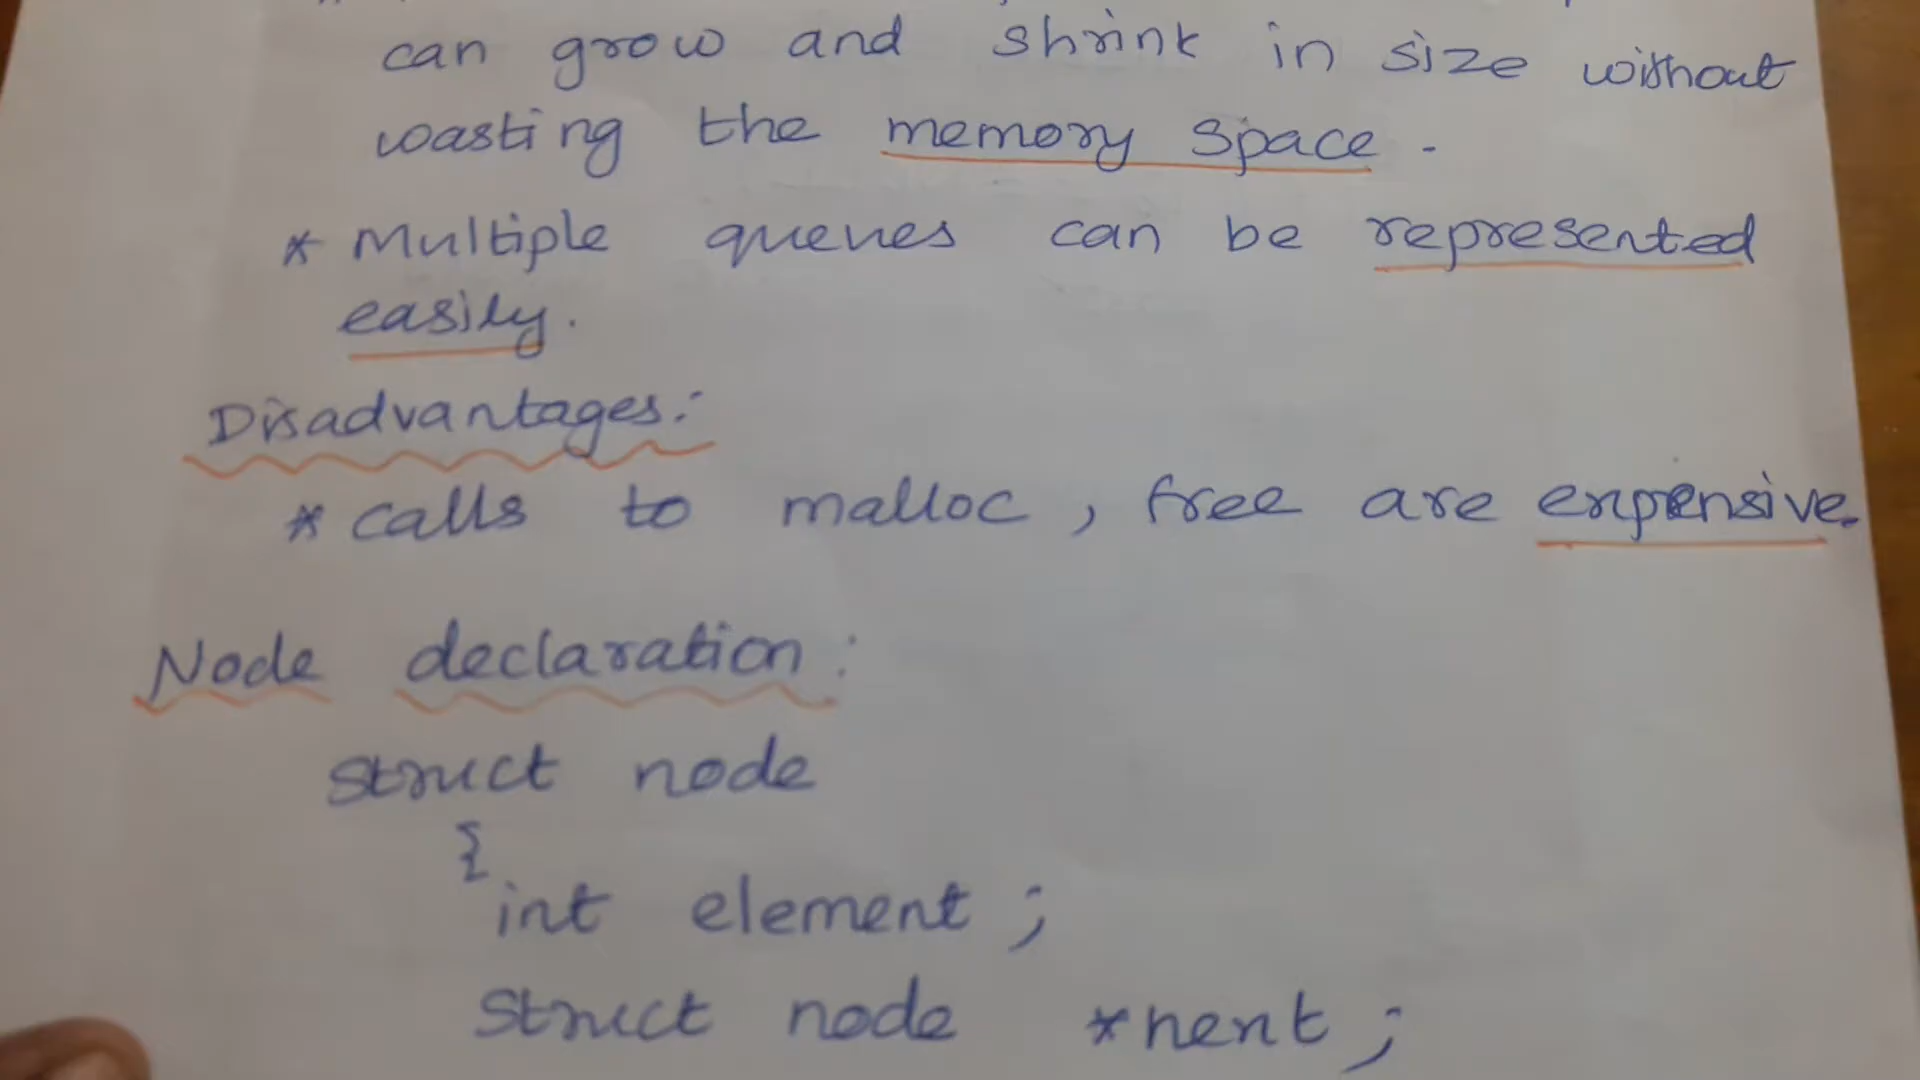 can grow and shrink in size without
wasting the memory space.
* Multiple queues can be represented
easily.
Disadvantages:
* calls to malloc, free are expensive.
Node declaration:
struct node
{
int element;
struct node *next;